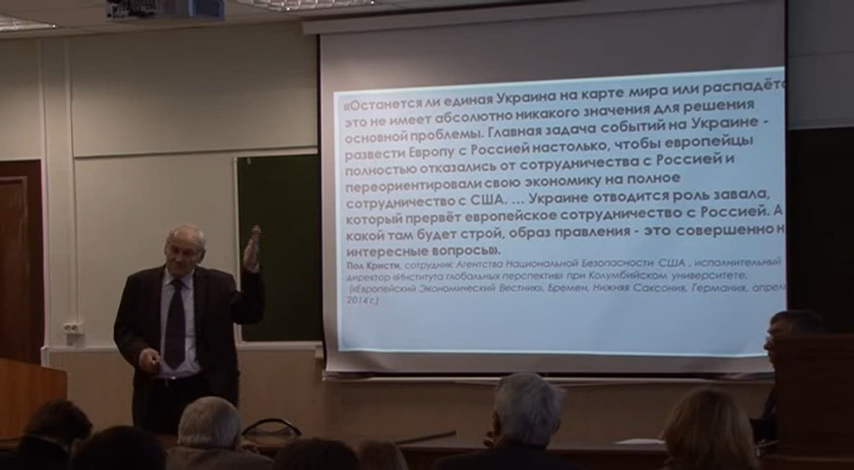 «Останется ли единая Украина на карте мира или распадётс
это не имеет абсолютно никакого значения для решения
основной проблемы. Главная задача событий на Украине -
развести Европу с Россией настолько, чтобы европейцы
полностью отказались от сотрудничества с Россией и
переориентировали свою экономику на полное
сотрудничество с США. ... Украине отводится роль завала,
который прервёт европейское сотрудничество с Россией. А
какой там будет строй, образ правления - это совершенно н
интересные вопросы».
Пол Кристи, сотрудник Агентства Национальной Безопасности США , исполнительный
директор «Института глобальных перспектив» при Колумбийском университете.
(«Европейский Экономический Вестник». Бремен, Нижняя Саксония, Германия, апрел
2014 г.)